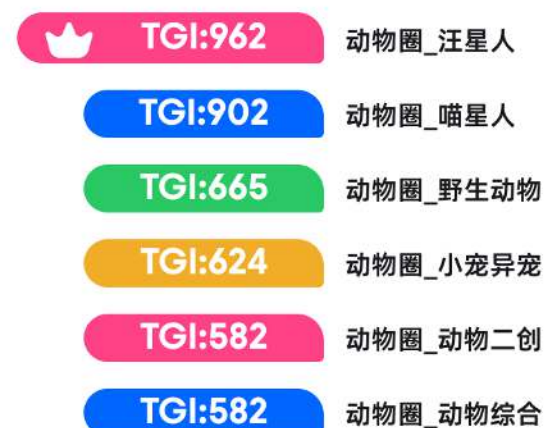 TGI:962 动物圈_汪星人
TGI:902 动物圈_喵星人
TGI:665 动物圈_野生动物
TGI:624 动物圈_小宠异宠
TGI:582 动物圈_动物二创
TGI:582 动物圈_动物综合